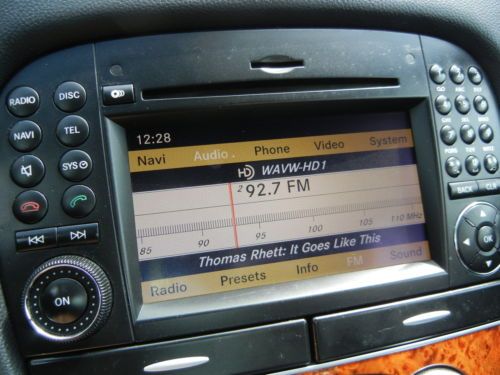 RADIO
DISC
NAVI
TEL
SYS
ON
12:28
Navi Audio Phone Video System
HD WAVW-HD1
2 92.7 FM
85 90 95 100 105 110 MHz
Thomas Rhett: It Goes Like This
Radio Presets Info FM Sound
BACK
CLR
OK